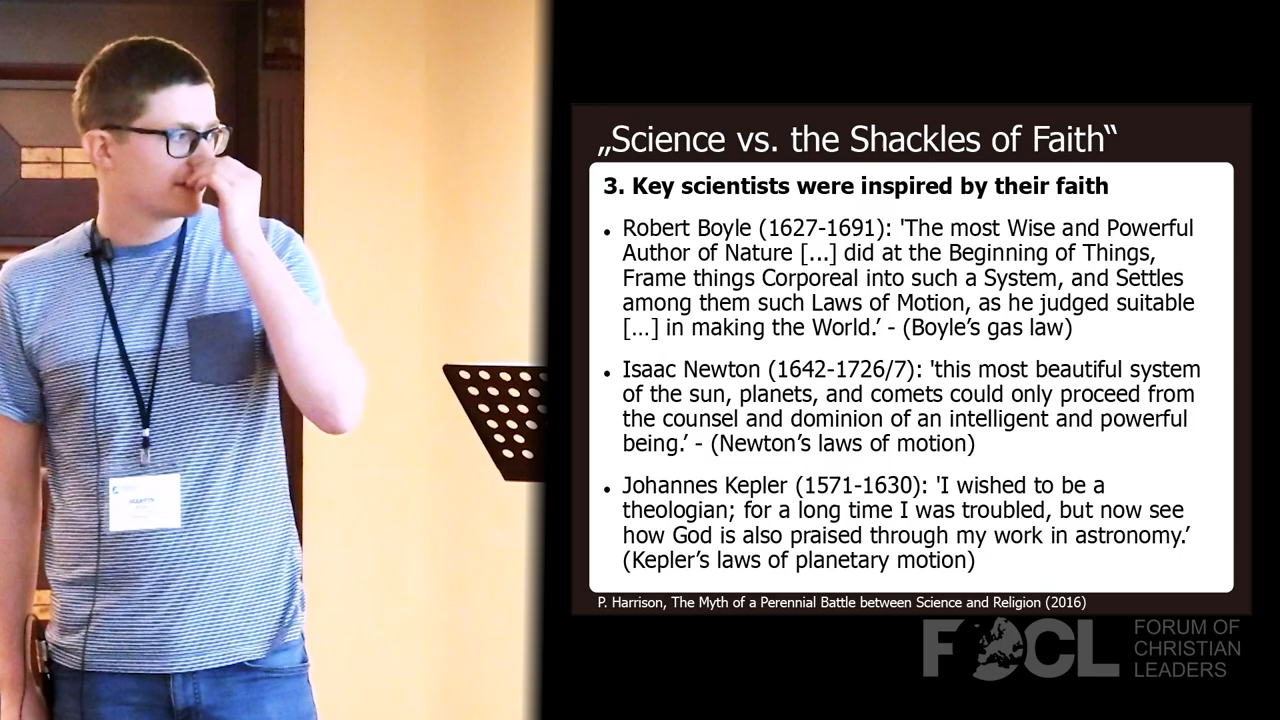 „Science vs. the Shackles of Faith“
3. Key scientists were inspired by their faith
• Robert Boyle (1627-1691): 'The most Wise and Powerful
Author of Nature [...] did at the Beginning of Things,
Frame things Corporeal into such a System, and Settles
among them such Laws of Motion, as he judged suitable
[…] in making the World.’ - (Boyle’s gas law)
• Isaac Newton (1642-1726/7): 'this most beautiful system
of the sun, planets, and comets could only proceed from
the counsel and dominion of an intelligent and powerful
being.’ - (Newton’s laws of motion)
• Johannes Kepler (1571-1630): 'I wished to be a
theologian; for a long time I was troubled, but now see
how God is also praised through my work in astronomy.’
(Kepler’s laws of planetary motion)
P. Harrison, The Myth of a Perennial Battle between Science and Religion (2016)
FOCL
FORUM OF
CHRISTIAN
LEADERS